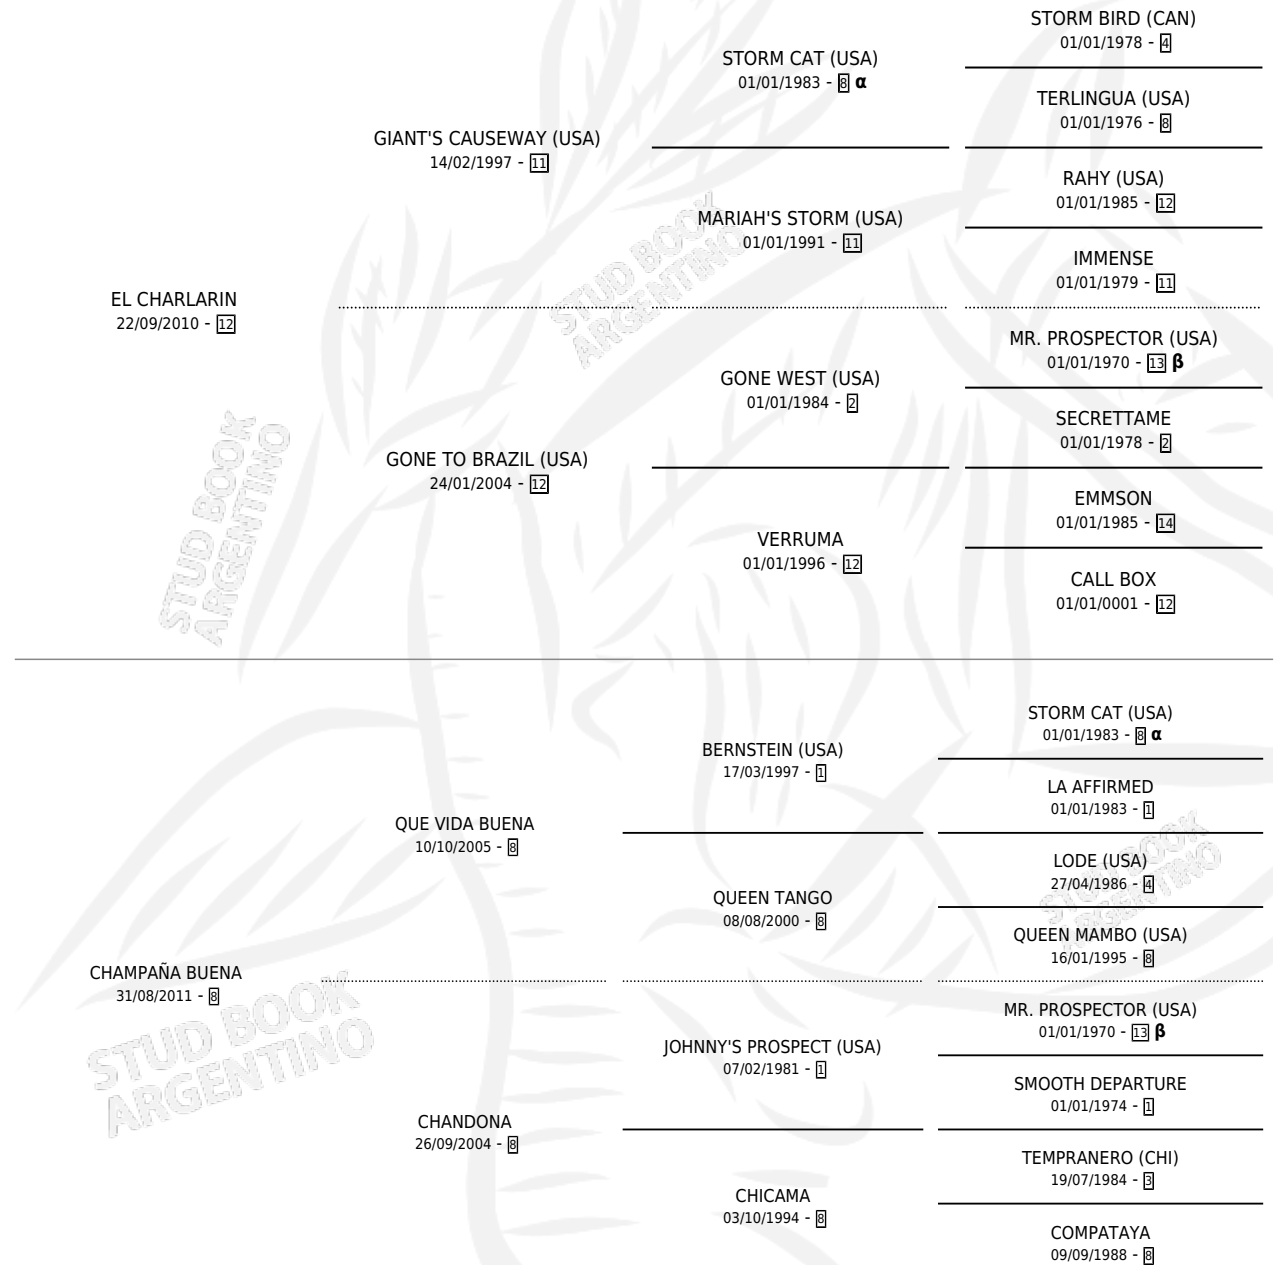 STORM BIRD (CAN)
01/01/1978 - 4
STORM CAT (USA)
01/01/1983 - 8 α
TERLINGUA (USA)
01/01/1976 - 8
GIANT'S CAUSEWAY (USA)
14/02/1997 - 11
RAHY (USA)
01/01/1985 - 12
MARIAH'S STORM (USA)
01/01/1991 - 11
IMMENSE
01/01/1979 - 11
EL CHARLARIN
22/09/2010 - 12
MR. PROSPECTOR (USA)
01/01/1970 - 13 β
GONE WEST (USA)
01/01/1984 - 2
SECRETTAME
01/01/1978 - 2
GONE TO BRAZIL (USA)
24/01/2004 - 12
EMMSON
01/01/1985 - 14
VERRUMA
01/01/1996 - 12
CALL BOX
01/01/0001 - 12
STORM CAT (USA)
01/01/1983 - 8 α
BERNSTEIN (USA)
17/03/1997 - 1
LA AFFIRMED
01/01/1983 - 1
QUE VIDA BUENA
10/10/2005 - 8
LODE (USA)
27/04/1986 - 4
QUEEN TANGO
08/08/2000 - 8
QUEEN MAMBO (USA)
16/01/1995 - 8
CHAMPAÑA BUENA
31/08/2011 - 8
MR. PROSPECTOR (USA)
01/01/1970 - 13 β
JOHNNY'S PROSPECT (USA)
07/02/1981 - 1
SMOOTH DEPARTURE
01/01/1974 - 1
CHANDONA
26/09/2004 - 8
TEMPRANERO (CHI)
19/07/1984 - 3
CHICAMA
03/10/1994 - 8
COMPATAYA
09/09/1988 - 8
STUD BOOK
ARGENTINO
STUD BOOK
ARGENTINO
STUD BOOK
ARGENTINO
STUD BOOK
ARGENTINO